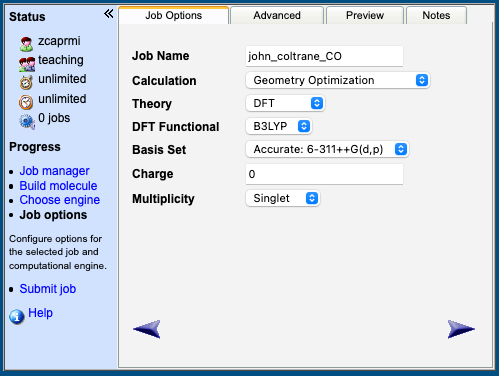 Status
zcaprmi
teaching
unlimited
unlimited
0 jobs
Progress
Job manager
Build molecule
Choose engine
Job options
Configure options for
the selected job and
computational engine.
Submit job
Help
Job Options Advanced Preview Notes
Job Name john_coltrane_CO
Calculation Geometry Optimization
Theory DFT
DFT Functional B3LYP
Basis Set Accurate: 6-311++G(d,p)
Charge 0
Multiplicity Singlet